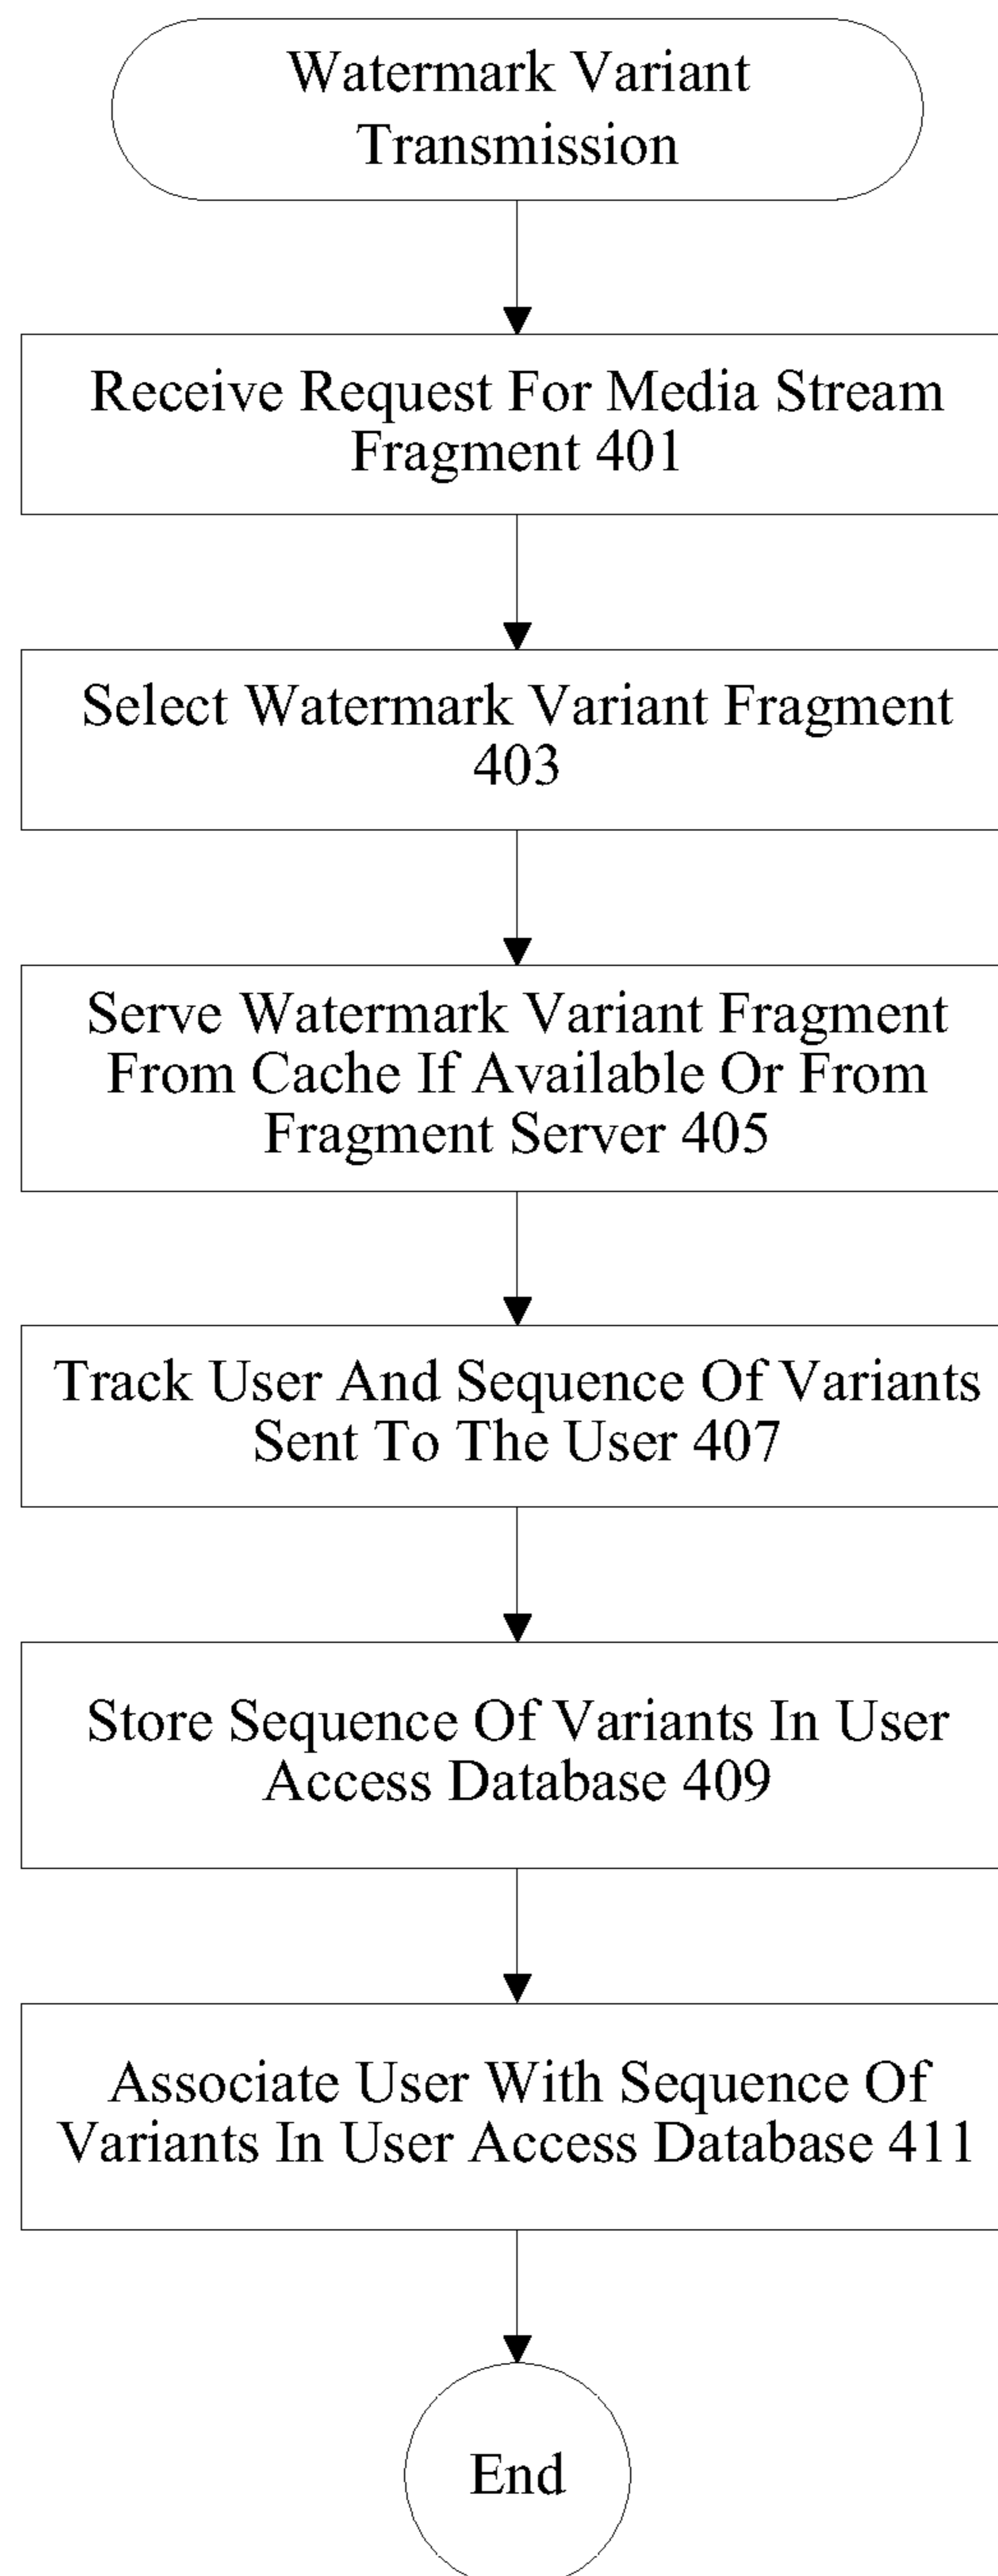 Watermark Variant
Transmission
Receive Request For Media Stream
Fragment 401
Select Watermark Variant Fragment
403
Serve Watermark Variant Fragment
From Cache If Available Or From
Fragment Server 405
Track User And Sequence Of Variants
Sent To The User 407
Store Sequence Of Variants In User
Access Database 409
Associate User With Sequence Of
Variants In User Access Database 411
End